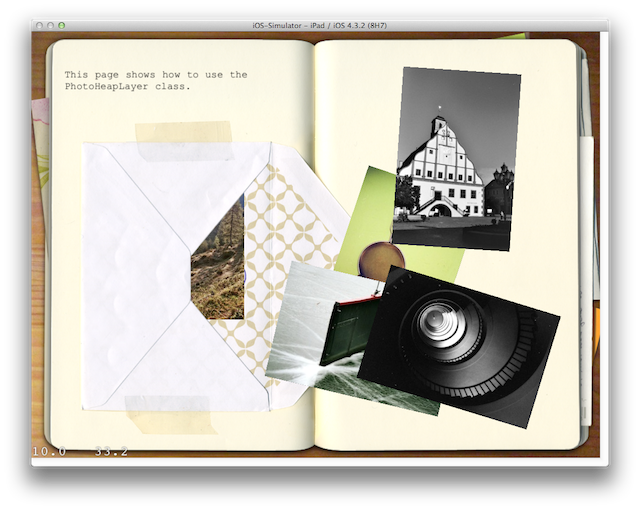 iOS-Simulator – iPad / iOS 4.3.2 (8H7)
This page shows how to use the
PhotoHeapLayer class.
10.0 33.2